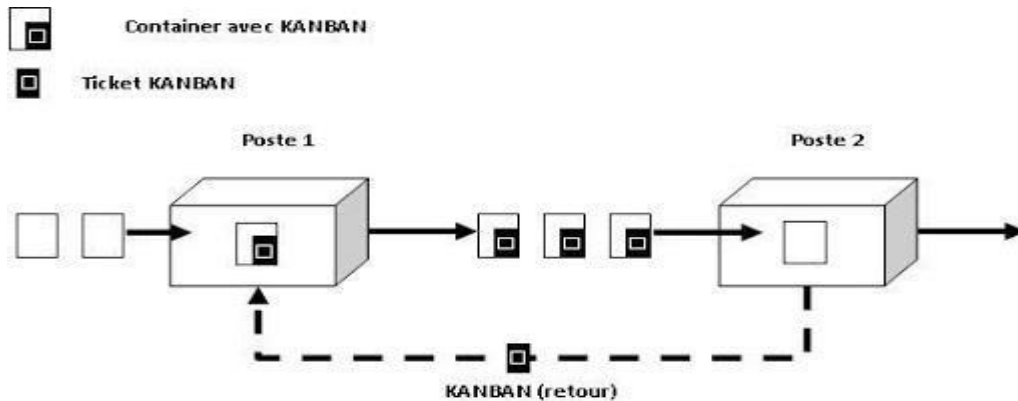 Container avec KANBAN
Ticket KANBAN
Poste 1
Poste 2
KANBAN (retour)